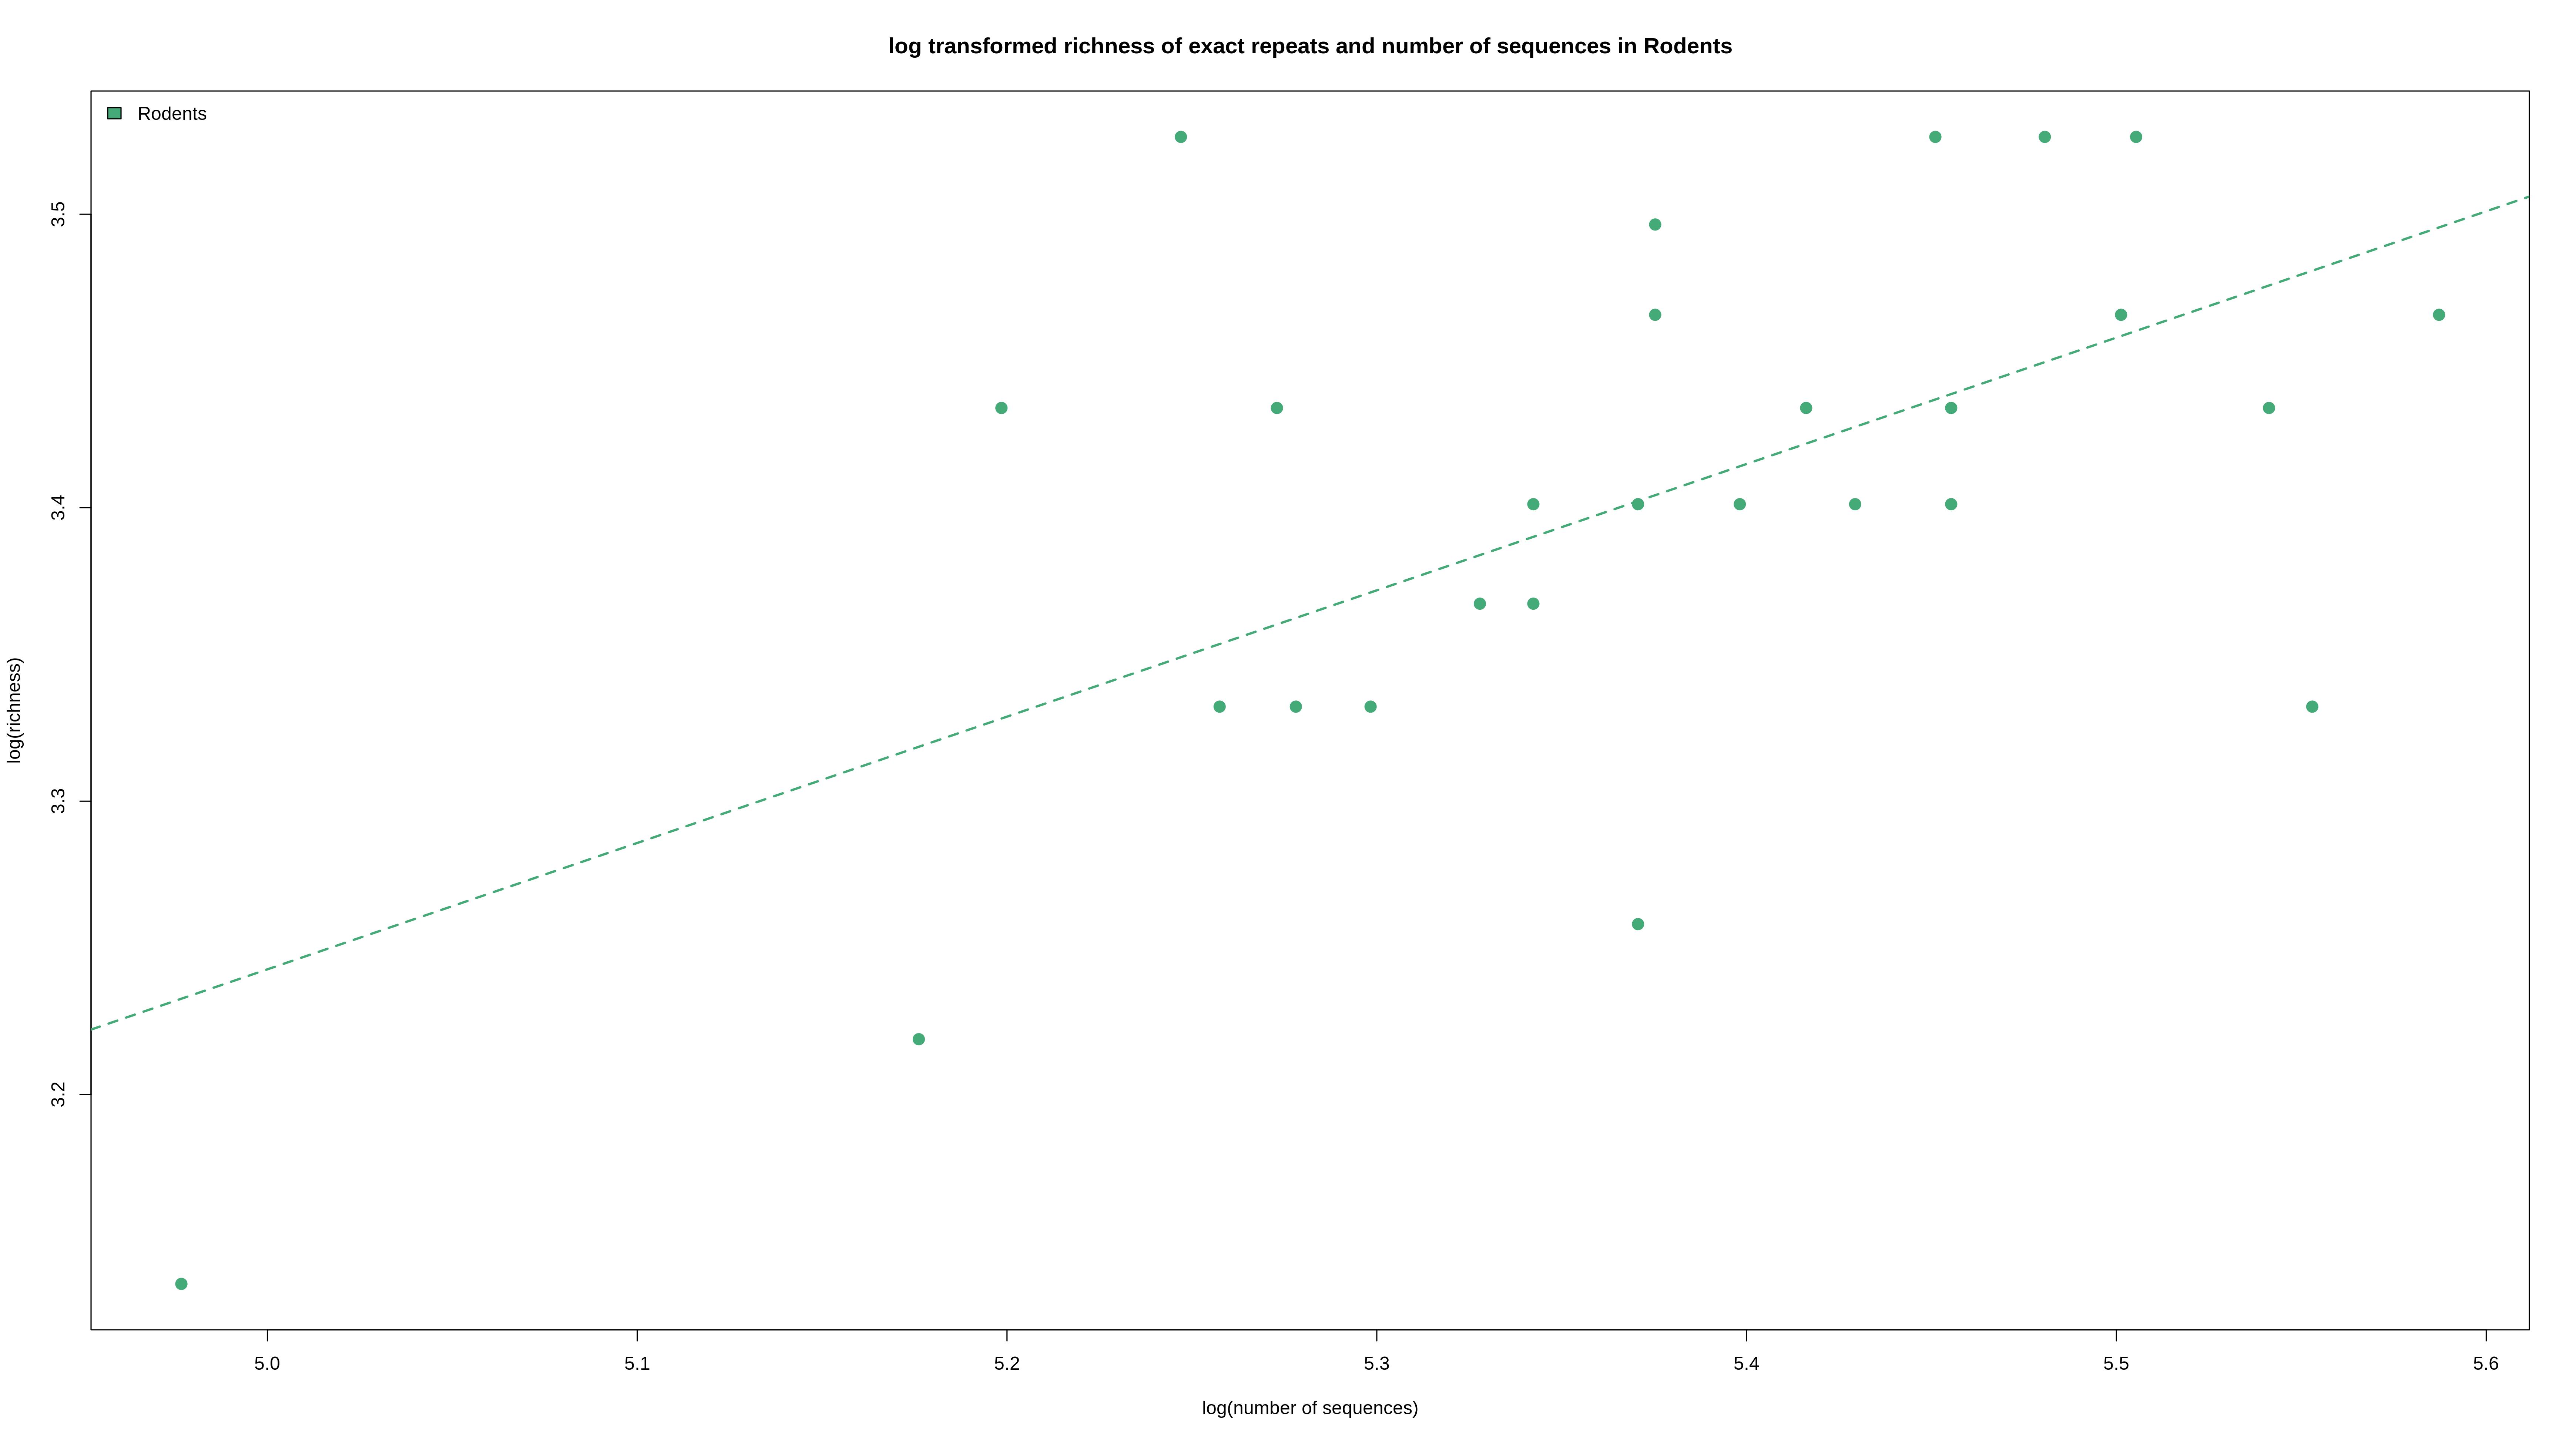 log transformed richness of exact repeats and number of sequences in Rodents
Rodents
3.5
3.4
3.3
3.2
log(richness)
5.0 5.1 5.2 5.3 5.4 5.5 5.6
log(number of sequences)